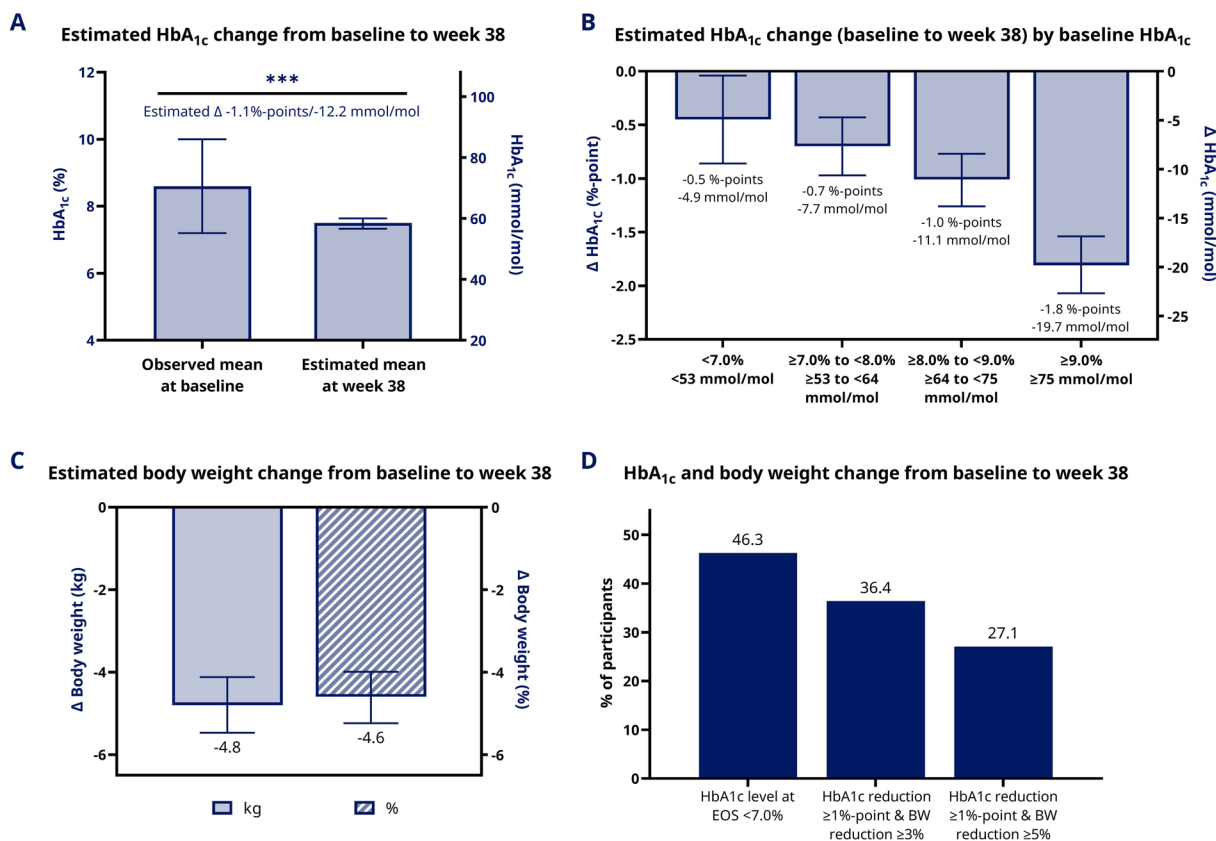 A
Estimated HbA1c change from baseline to week 38
12
10
8
6
4
HbA1c (%)
***
Estimated Δ -1.1%-points/-12.2 mmol/mol
100
80
60
40
20
HbA1c (mmol/mol)
Observed mean
at baseline
Estimated mean
at week 38
B
Estimated HbA1c change (baseline to week 38) by baseline HbA1c
0.0
-0.5
-1.0
-1.5
-2.0
-2.5
Δ HbA1C (%-point)
-0.5 %-points
-4.9 mmol/mol
-0.7 %-points
-7.7 mmol/mol
-1.0 %-points
-11.1 mmol/mol
-1.8 %-points
-19.7 mmol/mol
0
-5
-10
-15
-20
-25
Δ HbA1c (mmol/mol)
<7.0%
<53 mmol/mol
≥7.0% to <8.0%
≥53 to <64
mmol/mol
≥8.0% to <9.0%
≥64 to <75
mmol/mol
≥9.0%
≥75 mmol/mol
C
Estimated body weight change from baseline to week 38
0
-2
-4
-6
Δ Body weight (kg)
-4.8
-4.6
0
-2
-4
-6
Δ Body weight (%)
kg
%
D
HbA1c and body weight change from baseline to week 38
50
40
30
20
10
0
% of participants
46.3
36.4
27.1
HbA1c level at
EOS <7.0%
HbA1c reduction
≥1%-point & BW
reduction ≥3%
HbA1c reduction
≥1%-point & BW
reduction ≥5%